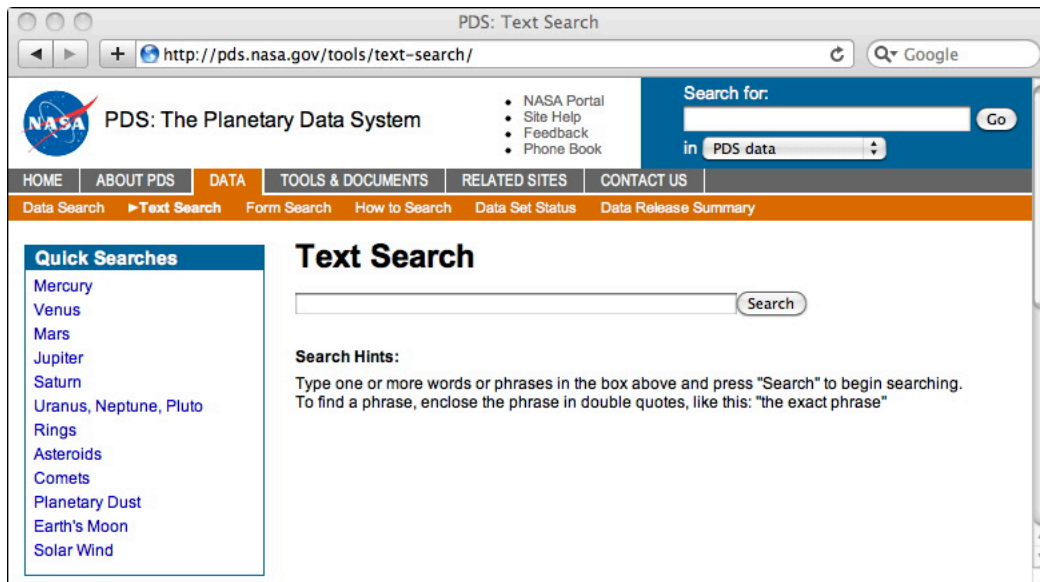 PDS: Text Search
http://pds.nasa.gov/tools/text-search/
Google
NASA
PDS: The Planetary Data System
NASA Portal
Site Help
Feedback
Phone Book
Search for:
Go
in PDS data
HOME ABOUT PDS DATA TOOLS & DOCUMENTS RELATED SITES CONTACT US
Data Search ►Text Search Form Search How to Search Data Set Status Data Release Summary
Quick Searches
Mercury
Venus
Mars
Jupiter
Saturn
Uranus, Neptune, Pluto
Rings
Asteroids
Comets
Planetary Dust
Earth's Moon
Solar Wind
Text Search
Search
Search Hints:
Type one or more words or phrases in the box above and press "Search" to begin searching.
To find a phrase, enclose the phrase in double quotes, like this: "the exact phrase"